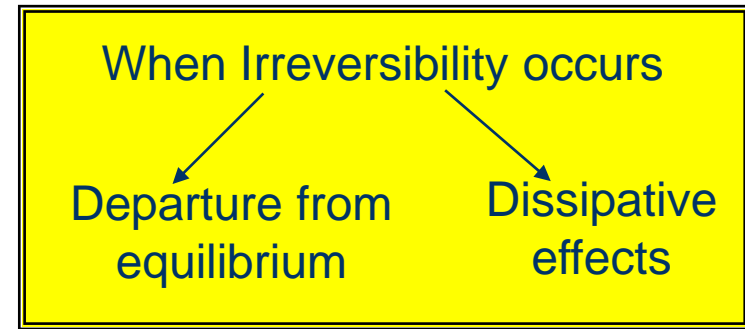 When Irreversibility occurs
Departure from
equilibrium
Dissipative
effects